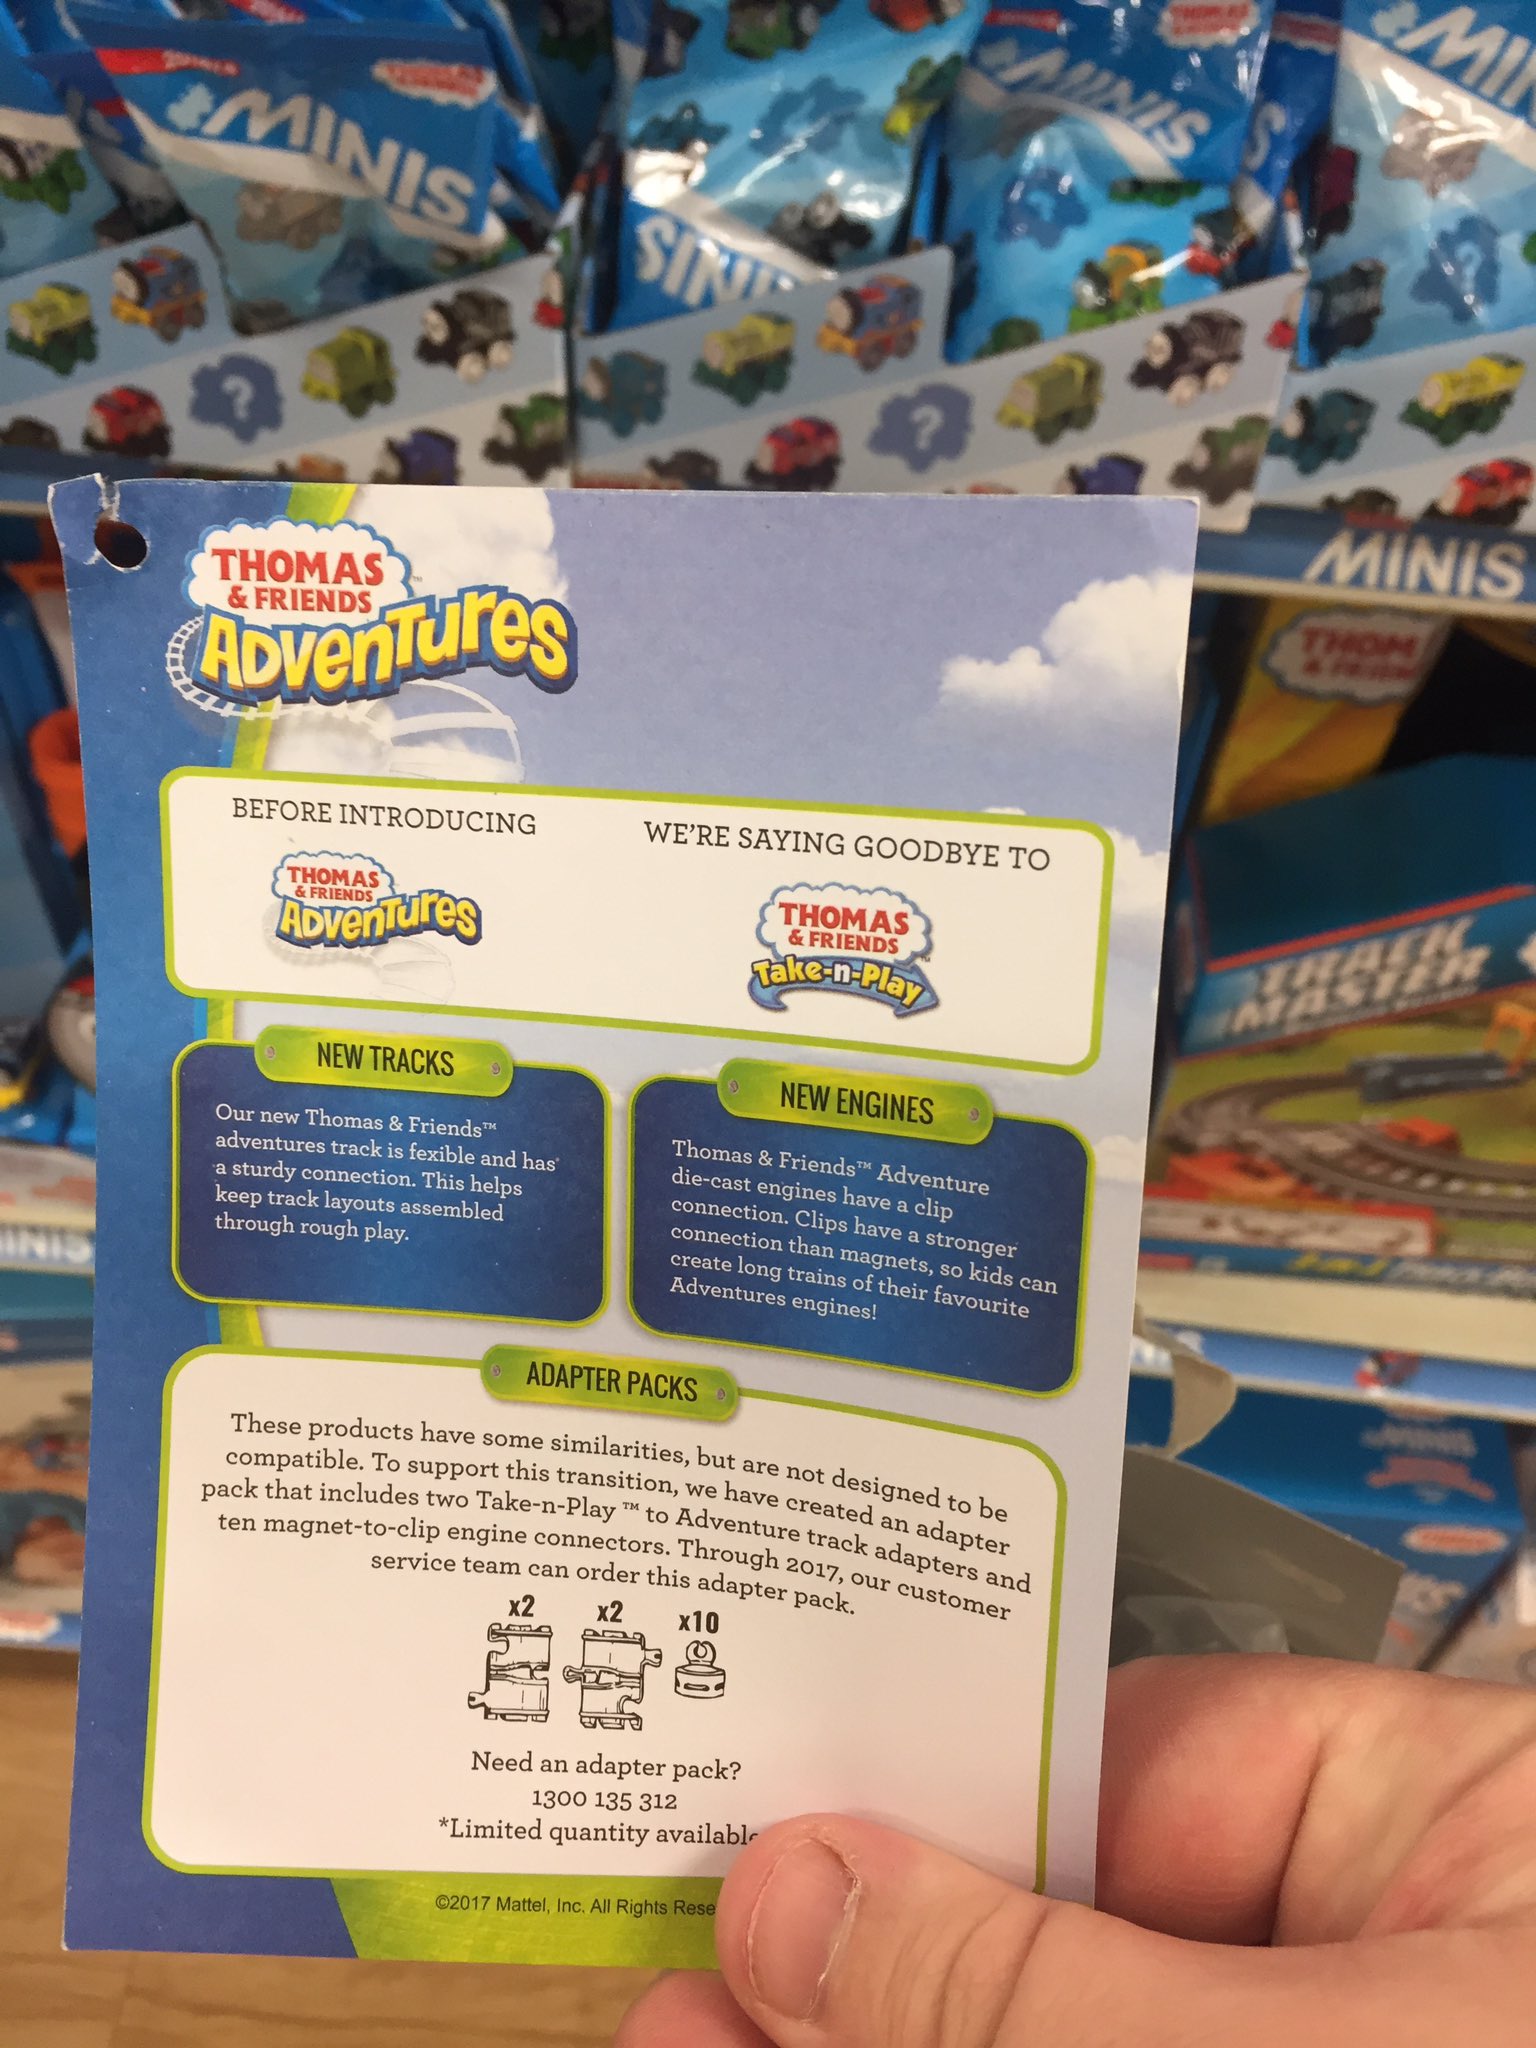 MINIS
MINIS
MINIS
MINIS
THOMAS
& FRIENDS
ADVENTURES
BEFORE INTRODUCING
THOMAS
& FRIENDS
ADVENTURES
WE'RE SAYING GOODBYE TO
THOMAS
& FRIENDS
Take-n-Play
NEW TRACKS
Our new Thomas & Friends™
adventures track is fexible and has
a sturdy connection. This helps
keep track layouts assembled
through rough play.
NEW ENGINES
Thomas & Friends™ Adventure
die-cast engines have a clip
connection. Clips have a stronger
connection than magnets, so kids can
create long trains of their favourite
Adventures engines!
ADAPTER PACKS
These products have some similarities, but are not designed to be
compatible. To support this transition, we have created an adapter
pack that includes two Take-n-Play ™ to Adventure track adapters and
ten magnet-to-clip engine connectors. Through 2017, our customer
service team can order this adapter pack.
x2 x2 x10
Need an adapter pack?
1300 135 312
*Limited quantity available
©2017 Mattel, Inc. All Rights Rese
THOM
& FRIEN
TRACK
MASTER